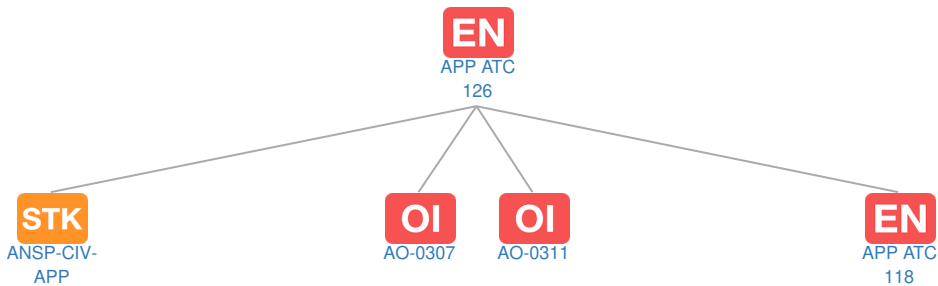 EN
APP ATC
126
STK
OI
OI
EN
ANSP-CIV-
APP
AO-0307
AO-0311
APP ATC
118